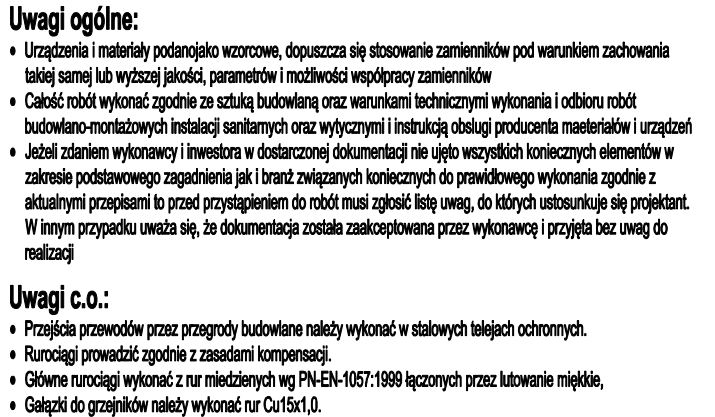 Uwagi ogólne:
• Urządzenia i materiały podanojako wzorcowe, dopuszcza się stosowanie zamienników pod warunkiem zachowania
takiej samej lub wyższej jakości, parametrów i możliwości współpracy zamienników
• Całość robót wykonać zgodnie ze sztuką budowlaną oraz warunkami technicznymi wykonania i odbioru robót
budowlano-montażowych instalacji sanitarnych oraz wytycznymi i instrukcją obsługi producenta maeteriałów i urządzeń
• Jeżeli zdaniem wykonawcy i inwestora w dostarczonej dokumentacji nie ujęto wszystkich koniecznych elementów w
zakresie podstawowego zagadnienia jak i branż związanych koniecznych do prawidłowego wykonania zgodnie z
aktualnymi przepisami to przed przystąpieniem do robót musi zgłosić listę uwag, do których ustosunkuje się projektant.
W innym przypadku uważa się, że dokumentacja została zaakceptowana przez wykonawcę i przyjęta bez uwag do
realizacji
Uwagi c.o.:
• Przejścia przewodów przez przegrody budowlane należy wykonać w stalowych telejach ochronnych.
• Rurociągi prowadzić zgodnie z zasadami kompensacji.
• Główne rurociągi wykonać z rur miedzienych wg PN-EN-1057:1999 łączonych przez lutowanie miękkie,
• Gałązki do grzejników należy wykonać rur Cu15x1,0.